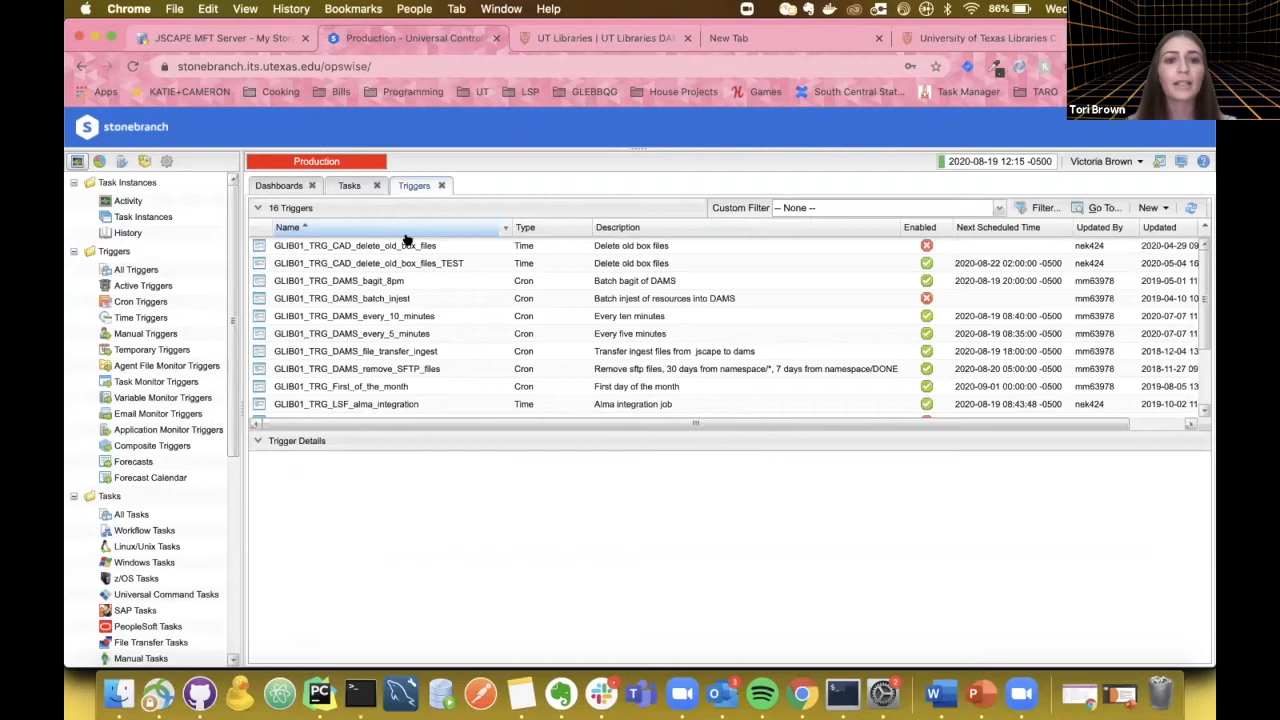 Chrome File Edit View History Bookmarks People Tab Window Help 86% Wed
JSCAPE MFT Server - My Ston Production - Universal Control UT Libraries | UT Libraries DAM New Tab University of Texas Libraries C
stonebranch.its.utexas.edu/opswise/
Apps KATIE+CAMERON Cooking Bills Programming UT LSP GLEBBQG House Projects Games South Central Stat... Task Manager TARO
Tori Brown
stonebranch
Production 2020-08-19 12:15 -0500 Victoria Brown
Dashboards Tasks Triggers
16 Triggers Custom Filter -- None -- Filter... Go To... New
Name Type Description Enabled Next Scheduled Time Updated By Updated
GLIB01_TRG_CAD_delete_old_box_files Time Delete old box files nek424 2020-04-29 09
GLIB01_TRG_CAD_delete_old_box_files_TEST Time Delete old box files 2020-08-22 02:00:00 -0500 nek424 2020-05-04 16
GLIB01_TRG_DAMS_bagit_8pm Cron Batch bagit of DAMS 2020-08-19 20:00:00 -0500 mm63978 2019-05-01 11
GLIB01_TRG_DAMS_batch_injest Cron Batch injest of resources into DAMS mm63978 2019-04-10 10
GLIB01_TRG_DAMS_every_10_minutes Cron Every ten minutes 2020-08-19 08:40:00 -0500 mm63978 2020-07-07 11
GLIB01_TRG_DAMS_every_5_minutes Cron Every five minutes 2020-08-19 08:35:00 -0500 mm63978 2020-07-07 11
GLIB01_TRG_DAMS_file_transfer_ingest Cron Transfer ingest files from jscape to dams 2020-08-19 18:00:00 -0500 mm63978 2018-12-04 13
GLIB01_TRG_DAMS_remove_SFTP_files Cron Remove sftp files, 30 days from namespace/*, 7 days from namespace/DONE 2020-08-20 05:00:00 -0500 mm63978 2018-11-27 09
GLIB01_TRG_First_of_the_month Cron First day of the month 2020-09-01 00:00:00 -0500 mm63978 2019-08-05 13
GLIB01_TRG_LSF_alma_integration Time Alma integration job 2020-08-19 08:43:48 -0500 nek424 2019-10-02 11
Trigger Details
Task Instances
Activity
Task Instances
History
Triggers
All Triggers
Active Triggers
Cron Triggers
Time Triggers
Manual Triggers
Temporary Triggers
Agent File Monitor Triggers
Task Monitor Triggers
Variable Monitor Triggers
Email Monitor Triggers
Application Monitor Triggers
Composite Triggers
Forecasts
Forecast Calendar
Tasks
All Tasks
Workflow Tasks
Linux/Unix Tasks
Windows Tasks
z/OS Tasks
Universal Command Tasks
SAP Tasks
PeopleSoft Tasks
File Transfer Tasks
Manual Tasks